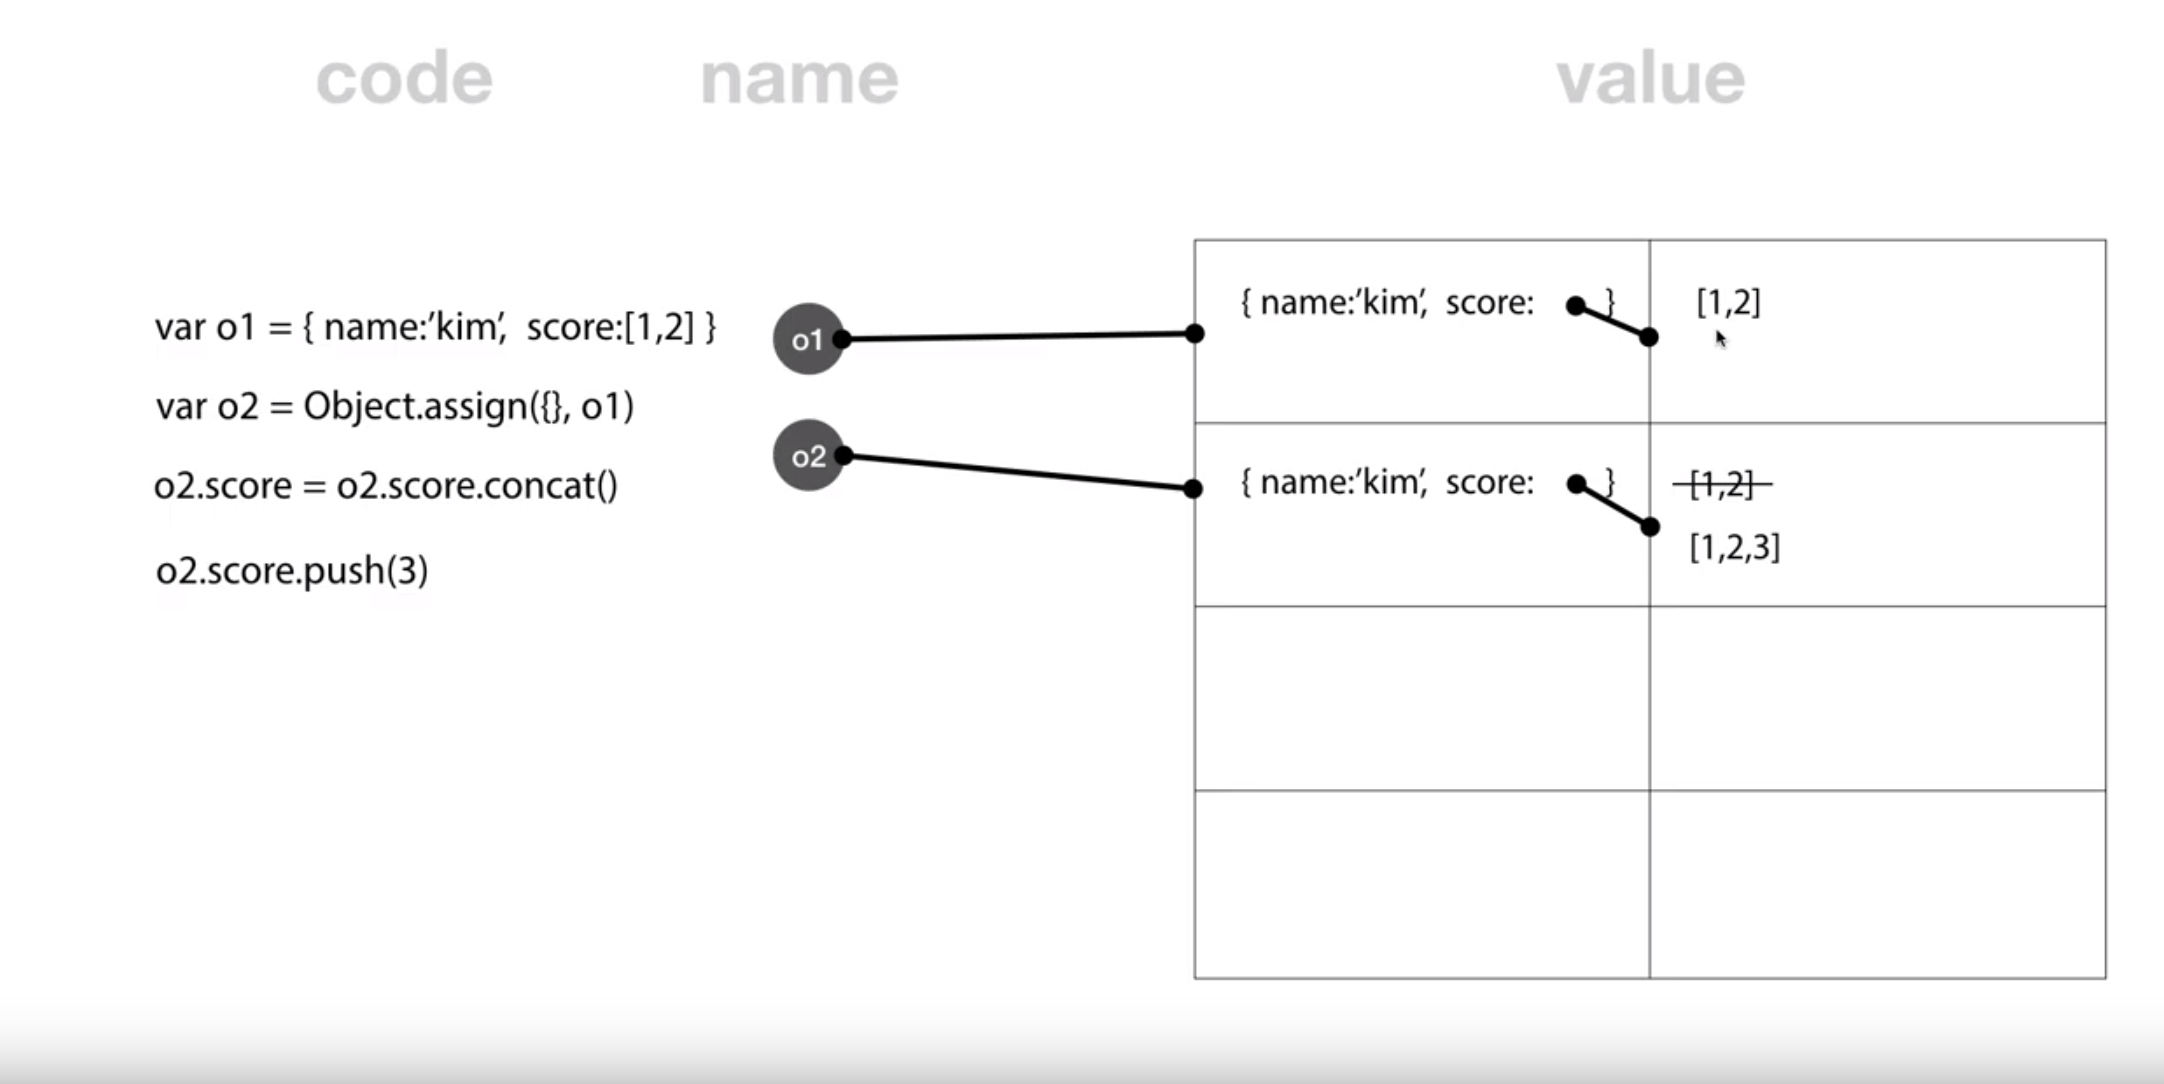 code name value
var o1 = { name:’kim’, score:[1,2] }
var o2 = Object.assign({}, o1)
o2.score = o2.score.concat()
o2.score.push(3)
o1
o2
{ name:’kim’, score: } [1,2]
{ name:’kim’, score: } [1,2]
[1,2,3]